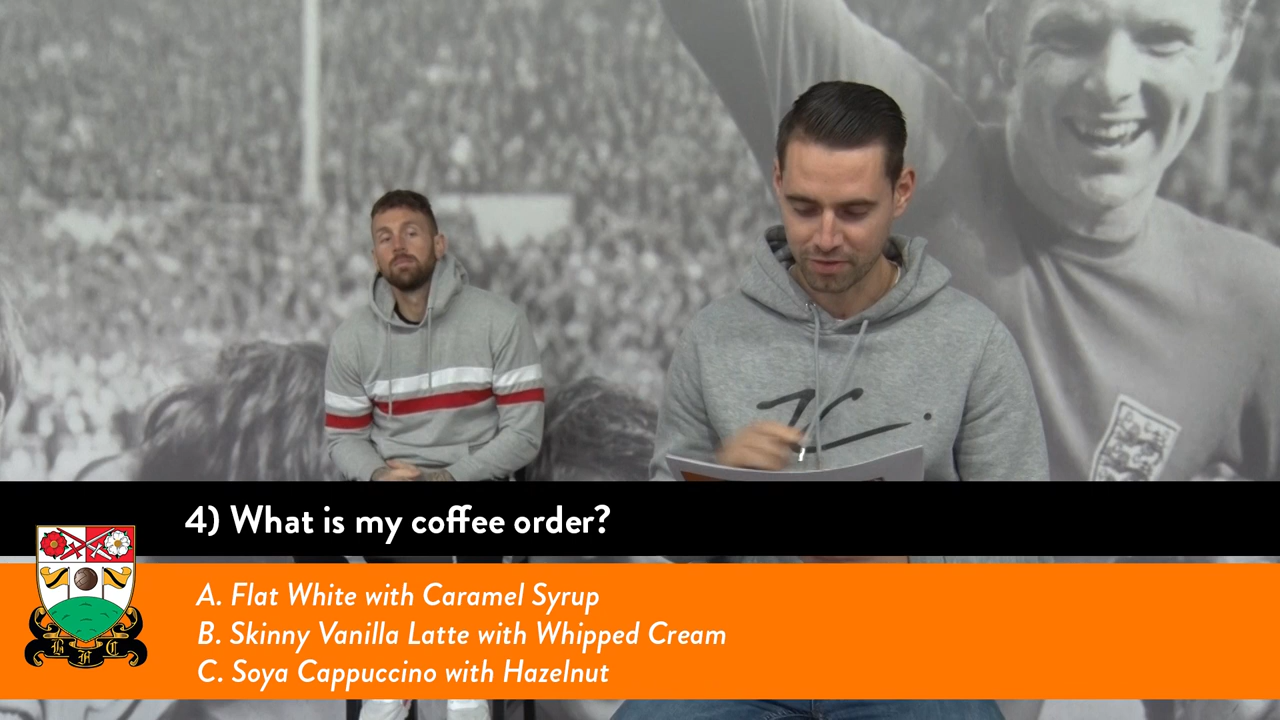 4) What is my coffee order?
A. Flat White with Caramel Syrup
B. Skinny Vanilla Latte with Whipped Cream
C. Soya Cappuccino with Hazelnut
B F C